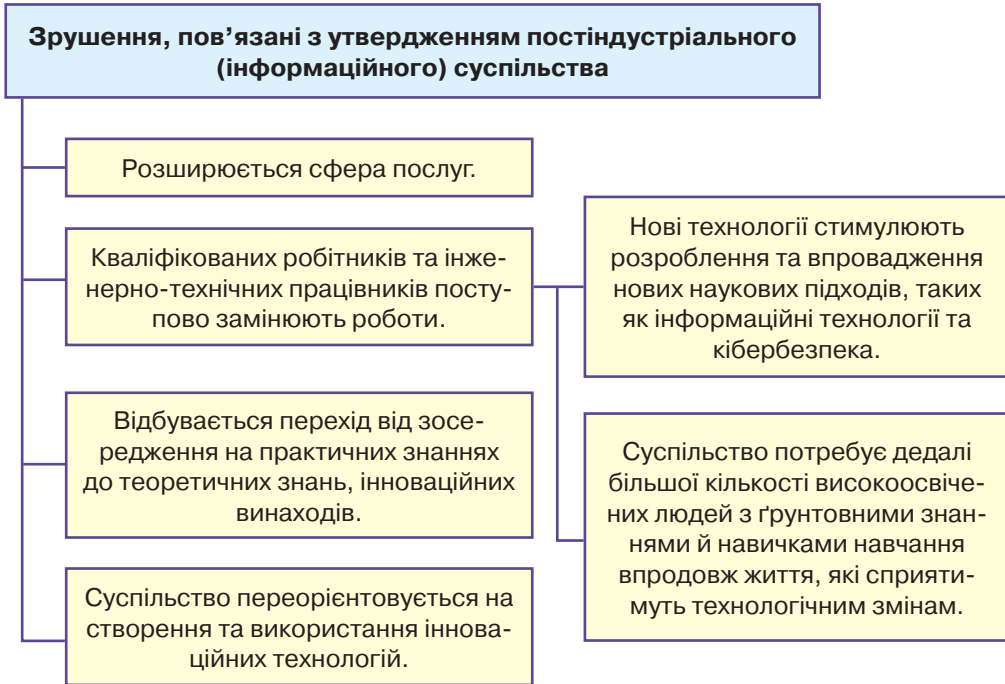 Зрушення, пов’язані з утвердженням постіндустріального
(інформаційного) суспільства
Розширюється сфера послуг.
Кваліфікованих робітників та інже-
нерно-технічних працівників посту-
пово замінюють роботи.
Відбувається перехід від зосе-
редження на практичних знаннях
до теоретичних знань, інноваційних
винаходів.
Суспільство переорієнтовується на
створення та використання іннова-
ційних технологій.
Нові технології стимулюють
розроблення та впровадження
нових наукових підходів, таких
як інформаційні технології та
кібербезпека.
Суспільство потребує дедалі
більшої кількості високоосвіче-
них людей з ґрунтовними знан-
нями й навичками навчання
впродовж життя, які сприяти-
муть технологічним змінам.